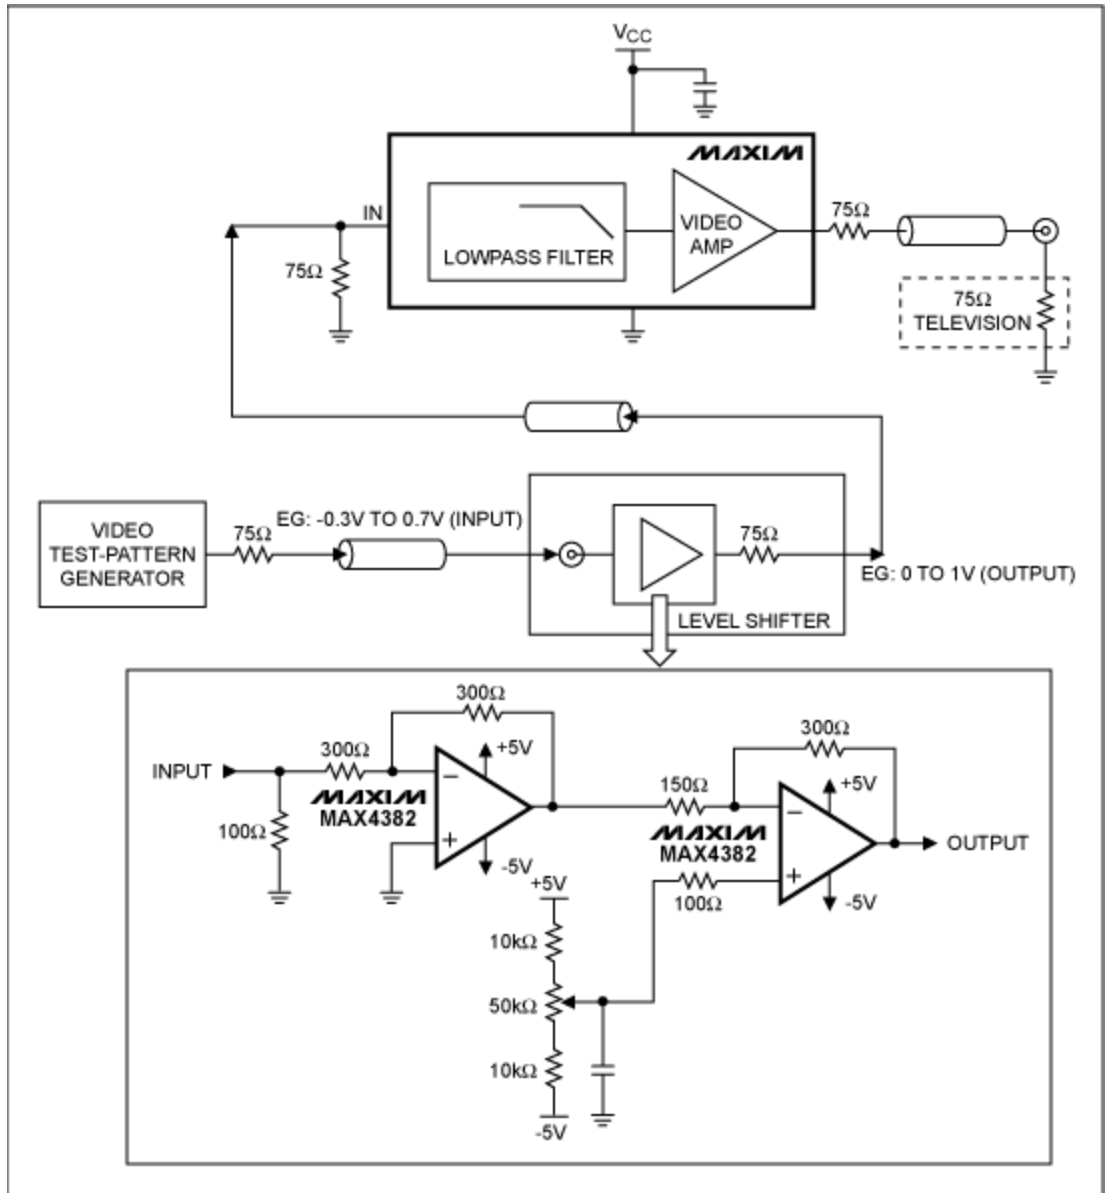 VCC
MAXIM
IN
LOWPASS FILTER
VIDEO
AMP
75Ω
75Ω
75Ω
TELEVISION
VIDEO
TEST-PATTERN
GENERATOR
75Ω
EG: -0.3V TO 0.7V (INPUT)
75Ω
EG: 0 TO 1V (OUTPUT)
LEVEL SHIFTER
300Ω
INPUT
300Ω
+5V
MAXIM
MAX4382
100Ω
-5V
300Ω
150Ω
+5V
MAXIM
MAX4382
OUTPUT
100Ω
-5V
+5V
10kΩ
50kΩ
10kΩ
-5V